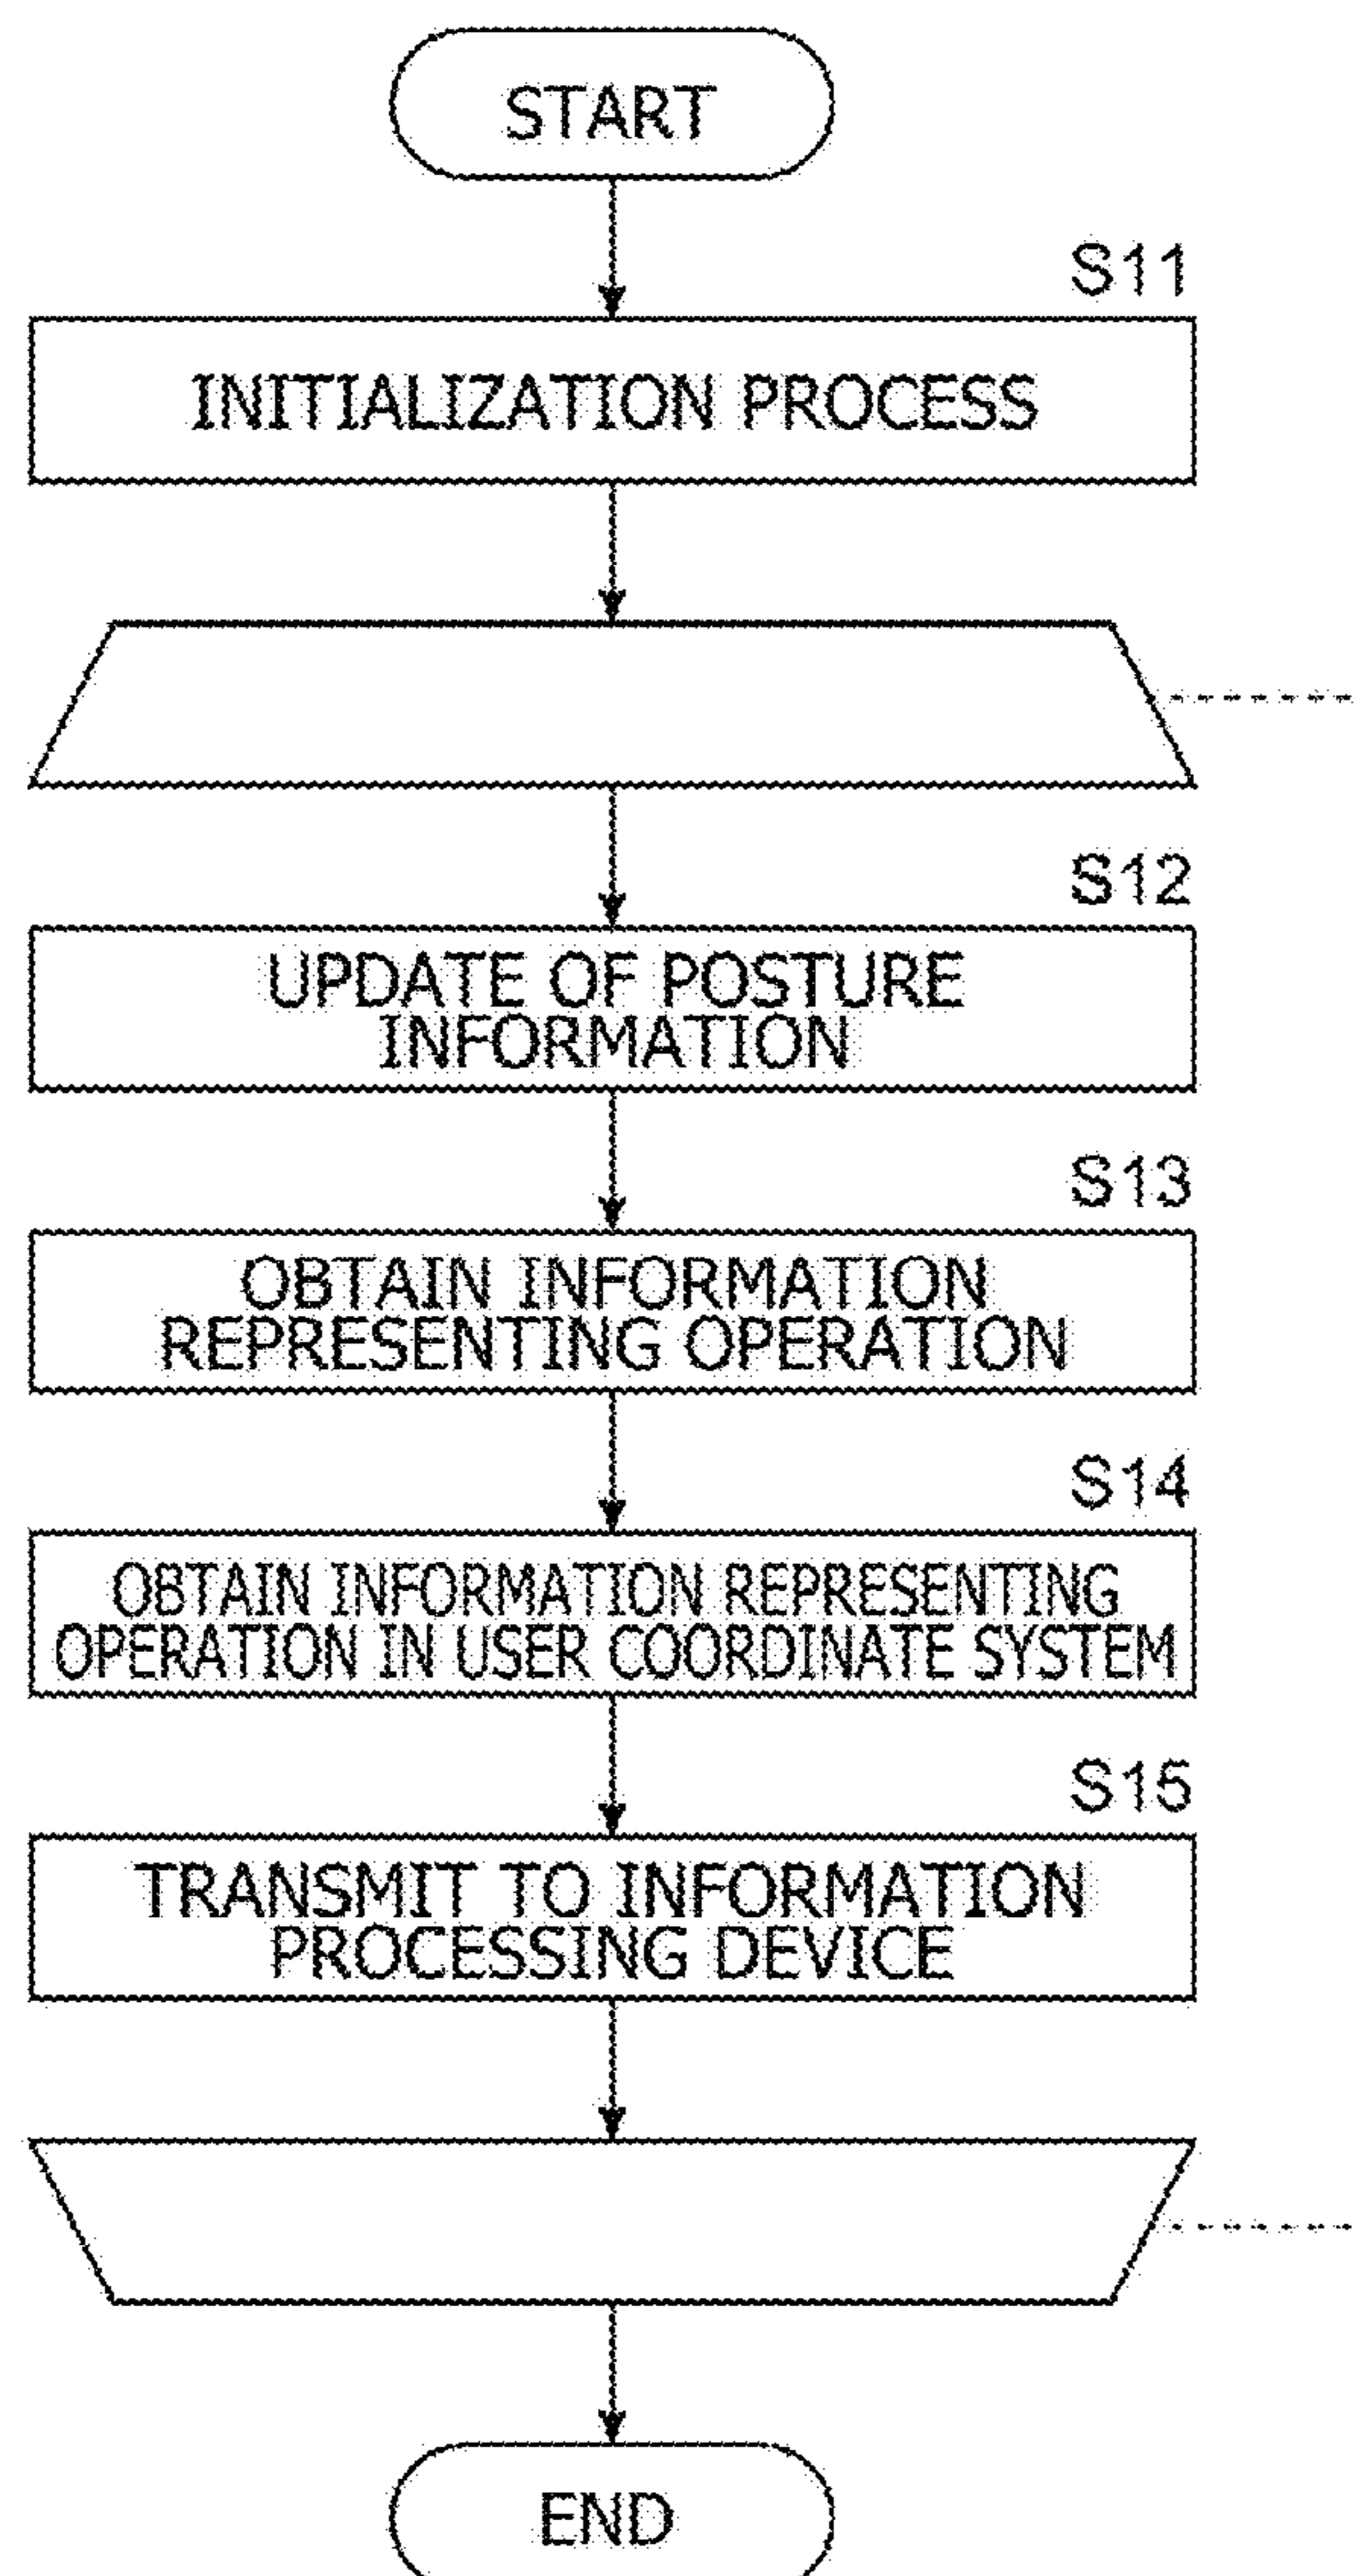 START
S11
INITIALIZATION PROCESS
S12
UPDATE OF POSTURE
INFORMATION
S13
OBTAIN INFORMATION
REPRESENTING OPERATION
S14
OBTAIN INFORMATION REPRESENTING
OPERATION IN USER COORDINATE SYSTEM
S15
TRANSMIT TO INFORMATION
PROCESSING DEVICE
END